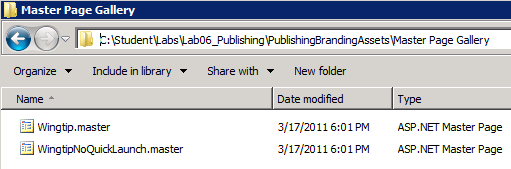 Master Page Gallery
C:\Student\Labs\Lab06_Publishing\PublishingBrandingAssets\Master Page Gallery
Organize Include in library Share with New folder
Name Date modified Type
Wingtip.master 3/17/2011 6:01 PM ASP.NET Master Page
WingtipNoQuickLaunch.master 3/17/2011 6:01 PM ASP.NET Master Page